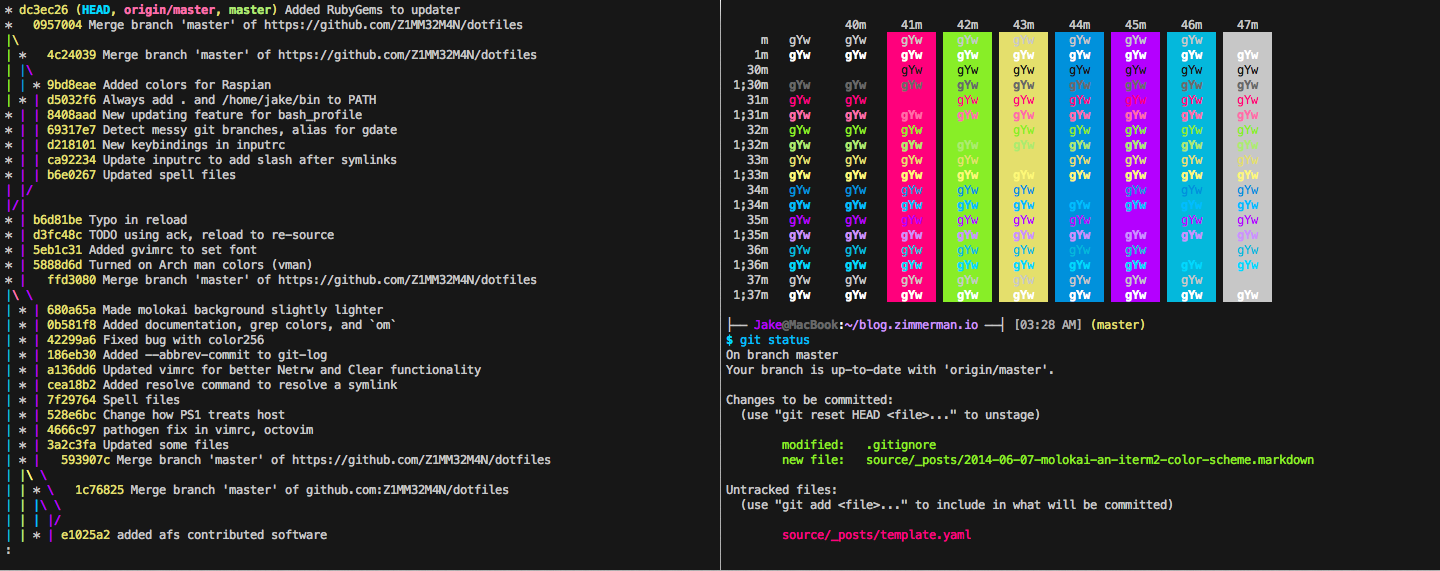 * dc3ec26 (HEAD, origin/master, master) Added RubyGems to updater
*   0957004 Merge branch 'master' of https://github.com/Z1MM32M4N/dotfiles
|\
| *   4c24039 Merge branch 'master' of https://github.com/Z1MM32M4N/dotfiles
| |\
| | * 9bd8eae Added colors for Raspian
| * | d5032f6 Always add . and /home/jake/bin to PATH
* | | 8408aad New updating feature for bash_profile
* | | 69317e7 Detect messy git branches, alias for gdate
* | | d218101 New keybindings in inputrc
* | | ca92234 Update inputrc to add slash after symlinks
* | | b6e0267 Updated spell files
| |/
|/|
* | b6d81be Typo in reload
* | d3fc48c TODO using ack, reload to re-source
* | 5eb1c31 Added gvimrc to set font
* | 5888d6d Turned on Arch man colors (vman)
* |   ffd3080 Merge branch 'master' of https://github.com/Z1MM32M4N/dotfiles
|\ \
| * | 680a65a Made molokai background slightly lighter
| * | 0b581f8 Added documentation, grep colors, and `om`
| * | 42299a6 Fixed bug with color256
| * | 186eb30 Added --abbrev-commit to git-log
| * | a136dd6 Updated vimrc for better Netrw and Clear functionality
| * | cea18b2 Added resolve command to resolve a symlink
| * | 7f29764 Spell files
| * | 528e6bc Change how PS1 treats host
| * | 4666c97 pathogen fix in vimrc, octovim
| * | 3a2c3fa Updated some files
| * |   593907c Merge branch 'master' of https://github.com/Z1MM32M4N/dotfiles
| |\ \
| | * \   1c76825 Merge branch 'master' of github.com:Z1MM32M4N/dotfiles
| | |\ \
| | | |/
| | * | e1025a2 added afs contributed software
:
40m 41m 42m 43m 44m 45m 46m 47m
m gYw gYw gYw gYw gYw gYw gYw gYw gYw
1m gYw gYw gYw gYw gYw gYw gYw gYw gYw
30m gYw gYw gYw gYw gYw gYw gYw
1;30m gYw gYw gYw gYw gYw gYw gYw gYw gYw
31m gYw gYw gYw gYw gYw gYw gYw gYw
1;31m gYw gYw gYw gYw gYw gYw gYw gYw gYw
32m gYw gYw gYw gYw gYw gYw gYw gYw
1;32m gYw gYw gYw gYw gYw gYw gYw gYw gYw
33m gYw gYw gYw gYw gYw gYw gYw gYw
1;33m gYw gYw gYw gYw gYw gYw gYw gYw gYw
34m gYw gYw gYw gYw gYw gYw gYw gYw
1;34m gYw gYw gYw gYw gYw gYw gYw gYw gYw
35m gYw gYw gYw gYw gYw gYw gYw gYw
1;35m gYw gYw gYw gYw gYw gYw gYw gYw gYw
36m gYw gYw gYw gYw gYw gYw gYw gYw
1;36m gYw gYw gYw gYw gYw gYw gYw gYw gYw
37m gYw gYw gYw gYw gYw gYw gYw gYw
1;37m gYw gYw gYw gYw gYw gYw gYw gYw gYw
├── Jake@MacBook:~/blog.zimmerman.io ──┤ [03:28 AM] (master)
$ git status
On branch master
Your branch is up-to-date with 'origin/master'.
Changes to be committed:
(use "git reset HEAD <file>..." to unstage)
modified:   .gitignore
new file:   source/_posts/2014-06-07-molokai-an-iterm2-color-scheme.markdown
Untracked files:
(use "git add <file>..." to include in what will be committed)
source/_posts/template.yaml